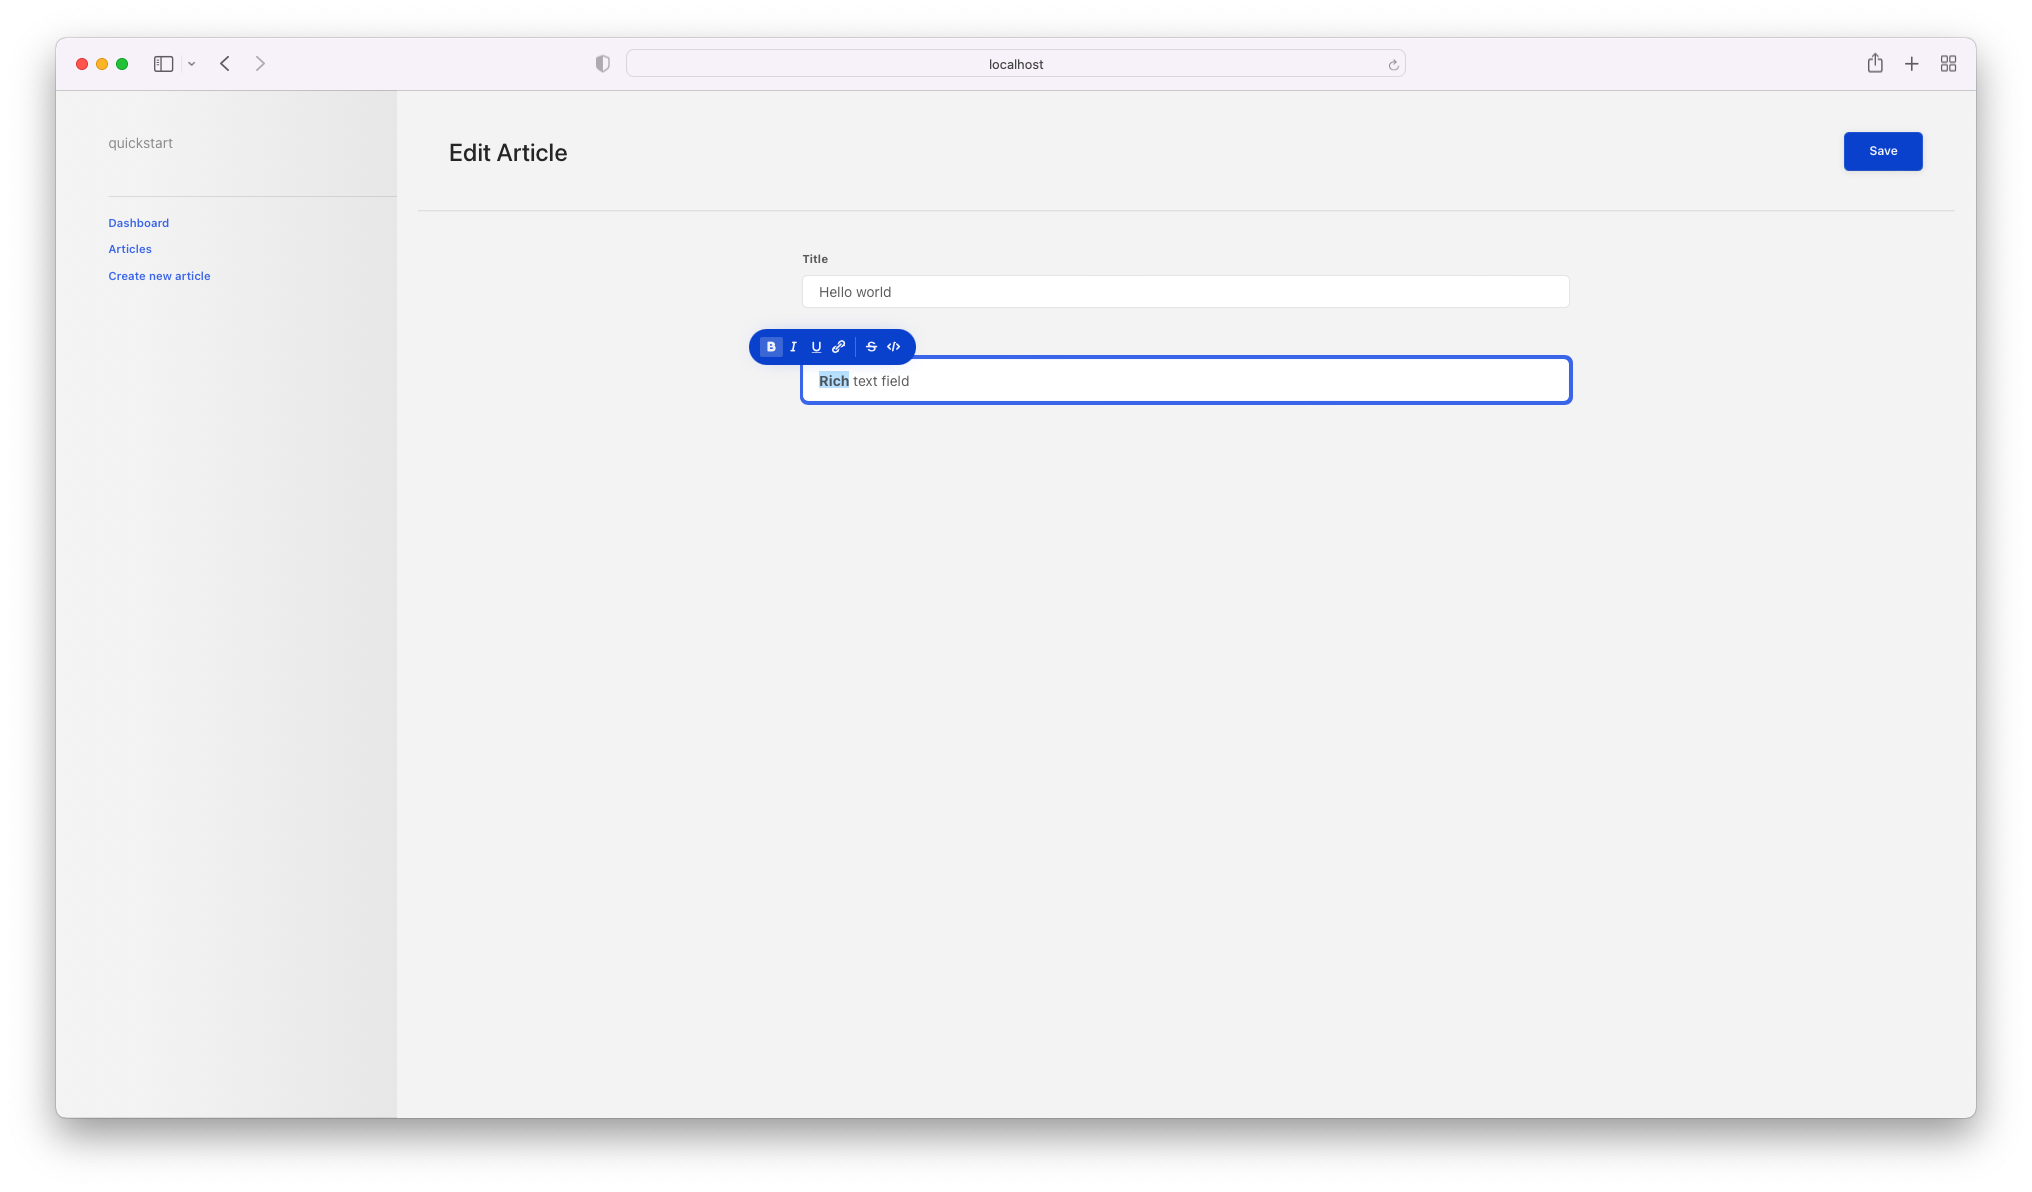 localhost
quickstart
Dashboard
Articles
Create new article
Edit Article
Save
Title
Hello world
B I U S </>
Rich text field